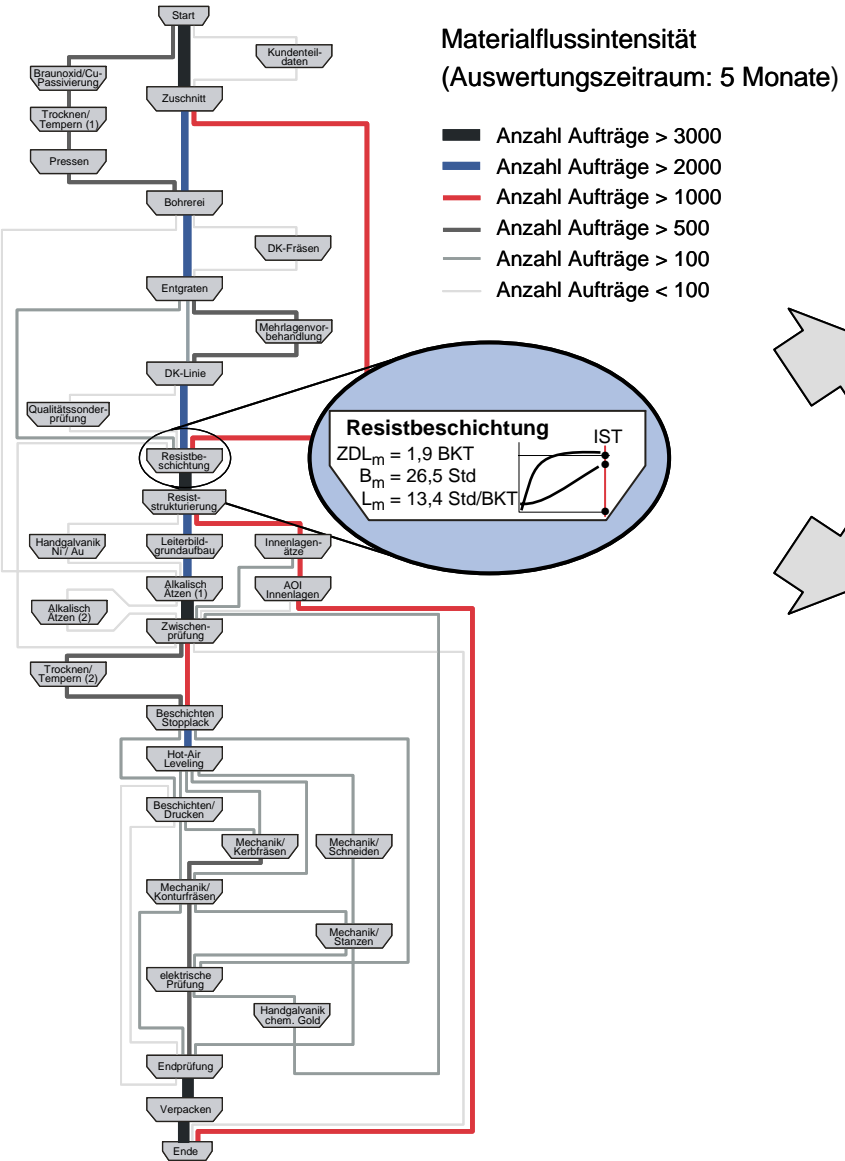 Start
Kundenteil-
daten
Braunoxid/Cu-
Passivierung
Zuschnitt
Trocknen/
Tempern (1)
Pressen
Bohrerei
DK-Fräsen
Entgraten
Mehrlagenvor-
behandlung
DK-Linie
Qualitätssonder-
prüfung
Resistbe-
schichtung
Resist-
strukturierung
Handgalvanik
Ni / Au
Leiterbild-
grundaufbau
Innenlagen-
ätze
Alkalisch
Ätzen (1)
AOI
Innenlagen
Alkalisch
Ätzen (2)
Zwischen-
prüfung
Trocknen/
Tempern (2)
Beschichten
Stopplack
Hot-Air
Leveling
Beschichten/
Drucken
Mechanik/
Kerbfräsen
Mechanik/
Schneiden
Mechanik/
Konturfräsen
Mechanik/
Stanzen
elektrische
Prüfung
Handgalvanik
chem. Gold
Endprüfung
Verpacken
Ende
Materialflussintensität
(Auswertungszeitraum: 5 Monate)
Anzahl Aufträge > 3000
Anzahl Aufträge > 2000
Anzahl Aufträge > 1000
Anzahl Aufträge > 500
Anzahl Aufträge > 100
Anzahl Aufträge < 100
Resistbeschichtung
IST
ZDLm = 1,9 BKT
Bm = 26,5 Std
Lm = 13,4 Std/BKT